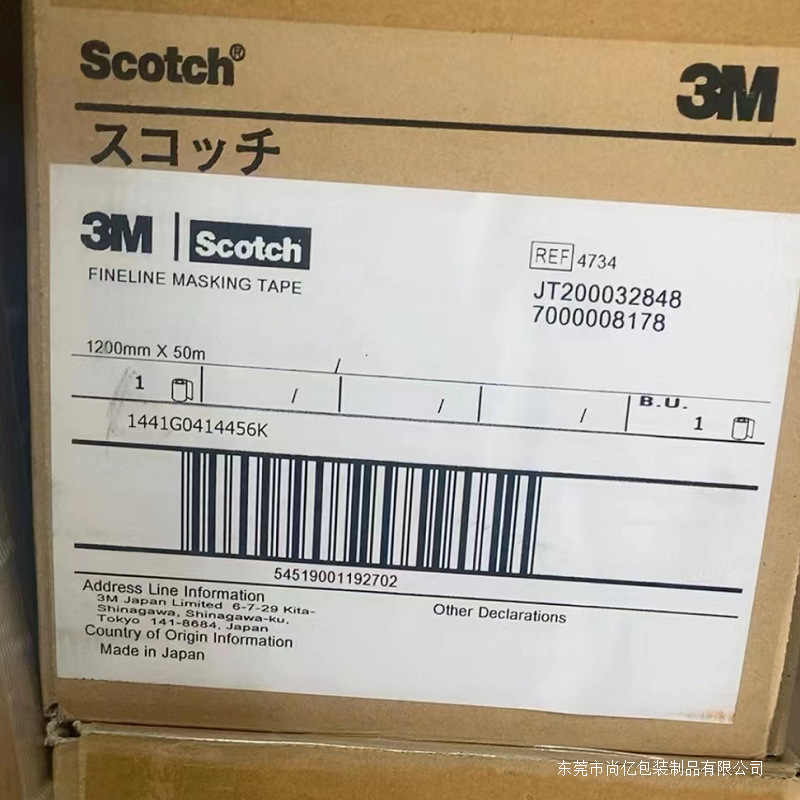 Scotch®
3M
スコッチ
3M | Scotch
FINELINE MASKING TAPE
REF 4734
JT200032848
7000008178
1200mm X 50m
/
1 / / / B.U. 1
1441G0414456K
54519001192702
Address Line Information
3M Japan Limited 6-7-29 Kita-
Shinagawa, Shinagawa-ku,
Tokyo 141-8684, Japan
Country of Origin Information
Made in Japan
Other Declarations
东莞市尚亿包装制品有限公司